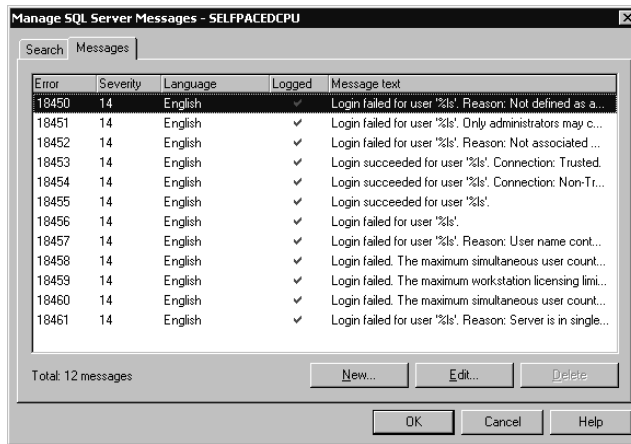 Manage SQL Server Messages - SELFPACEDCPU
Search Messages
Error Severity Language Logged Message text
18450 14 English Login failed for user '%ls'. Reason: Not defined as a...
18451 14 English Login failed for user '%ls'. Only administrators may c...
18452 14 English Login failed for user '%ls'. Reason: Not associated ...
18453 14 English Login succeeded for user '%ls'. Connection: Trusted.
18454 14 English Login succeeded for user '%ls'. Connection: Non-Tr...
18455 14 English Login succeeded for user '%ls'.
18456 14 English Login failed for user '%ls'.
18457 14 English Login failed for user '%ls'. Reason: User name cont...
18458 14 English Login failed. The maximum simultaneous user count...
18459 14 English Login failed. The maximum workstation licensing limi...
18460 14 English Login failed. The maximum simultaneous user count...
18461 14 English Login failed for user '%ls'. Reason: Server is in single...
Total: 12 messages
New... Edit... Delete
OK Cancel Help